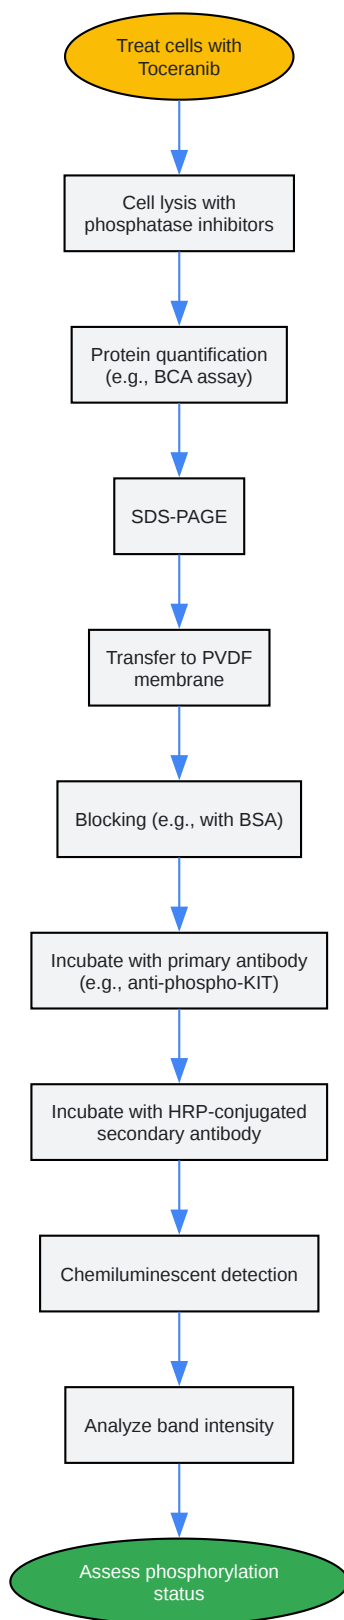 Treat cells with
Toceranib
Cell lysis with
phosphatase inhibitors
Protein quantification
(e.g., BCA assay)
SDS-PAGE
Transfer to PVDF
membrane
Blocking (e.g., with BSA)
Incubate with primary antibody
(e.g., anti-phospho-KIT)
Incubate with HRP-conjugated
secondary antibody
Chemiluminescent detection
Analyze band intensity
Assess phosphorylation
status